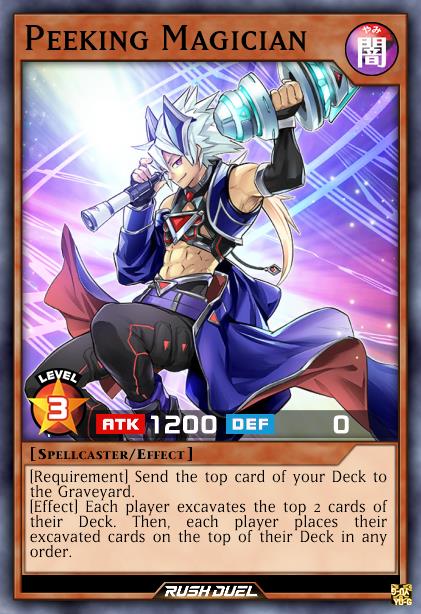 Peeking Magician
やみ
闇
LEVEL
3
ATK 1200 DEF 0
[Spellcaster/Effect]
[Requirement] Send the top card of your Deck to
the Graveyard.
[Effect] Each player excavates the top 2 cards of
their Deck. Then, each player places their
excavated cards on the top of their Deck in any
order.
RUSH DUEL